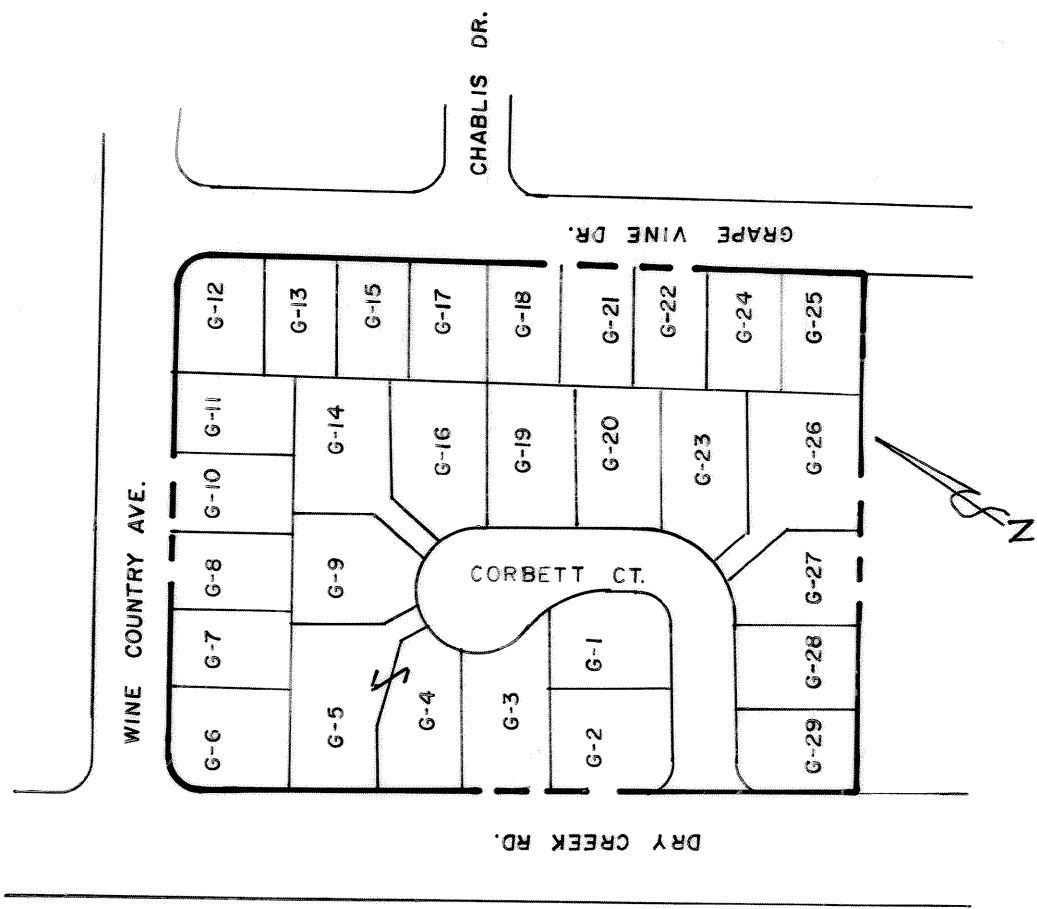 CHABLIS DR.
GRAPE VINE DR.
G-12
G-13
G-15
G-17
G-18
G-21
G-22
G-24
G-25
G-11
G-14
G-16
G-19
G-20
G-23
G-26
WINE COUNTRY AVE.
G-10
G-8
G-9
CORBETT CT.
G-27
N
G-7
G-1
G-28
G-6
G-5
G-4
G-3
G-2
G-29
DRY CREEK RD.